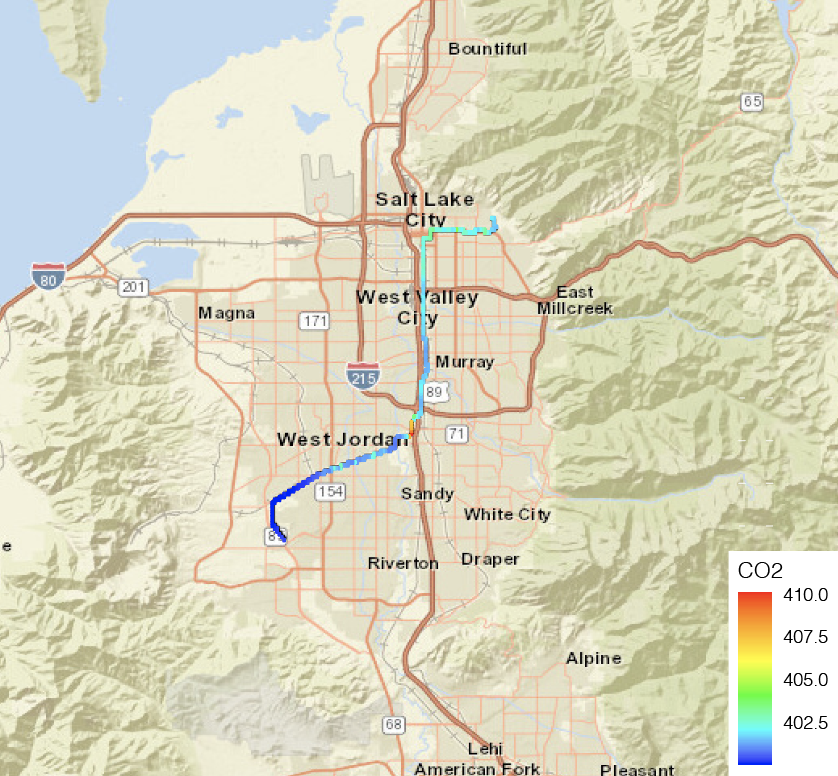 Bountiful
65
Salt Lake
City
80
201
East
Millcreek
West Valley
City
Magna
171
Murray
215
89
West Jordan
71
154
Sandy
White City
e
Riverton
Draper
CO2
410.0
407.5
405.0
402.5
Alpine
68
Lehi
American Fork
Pleasant